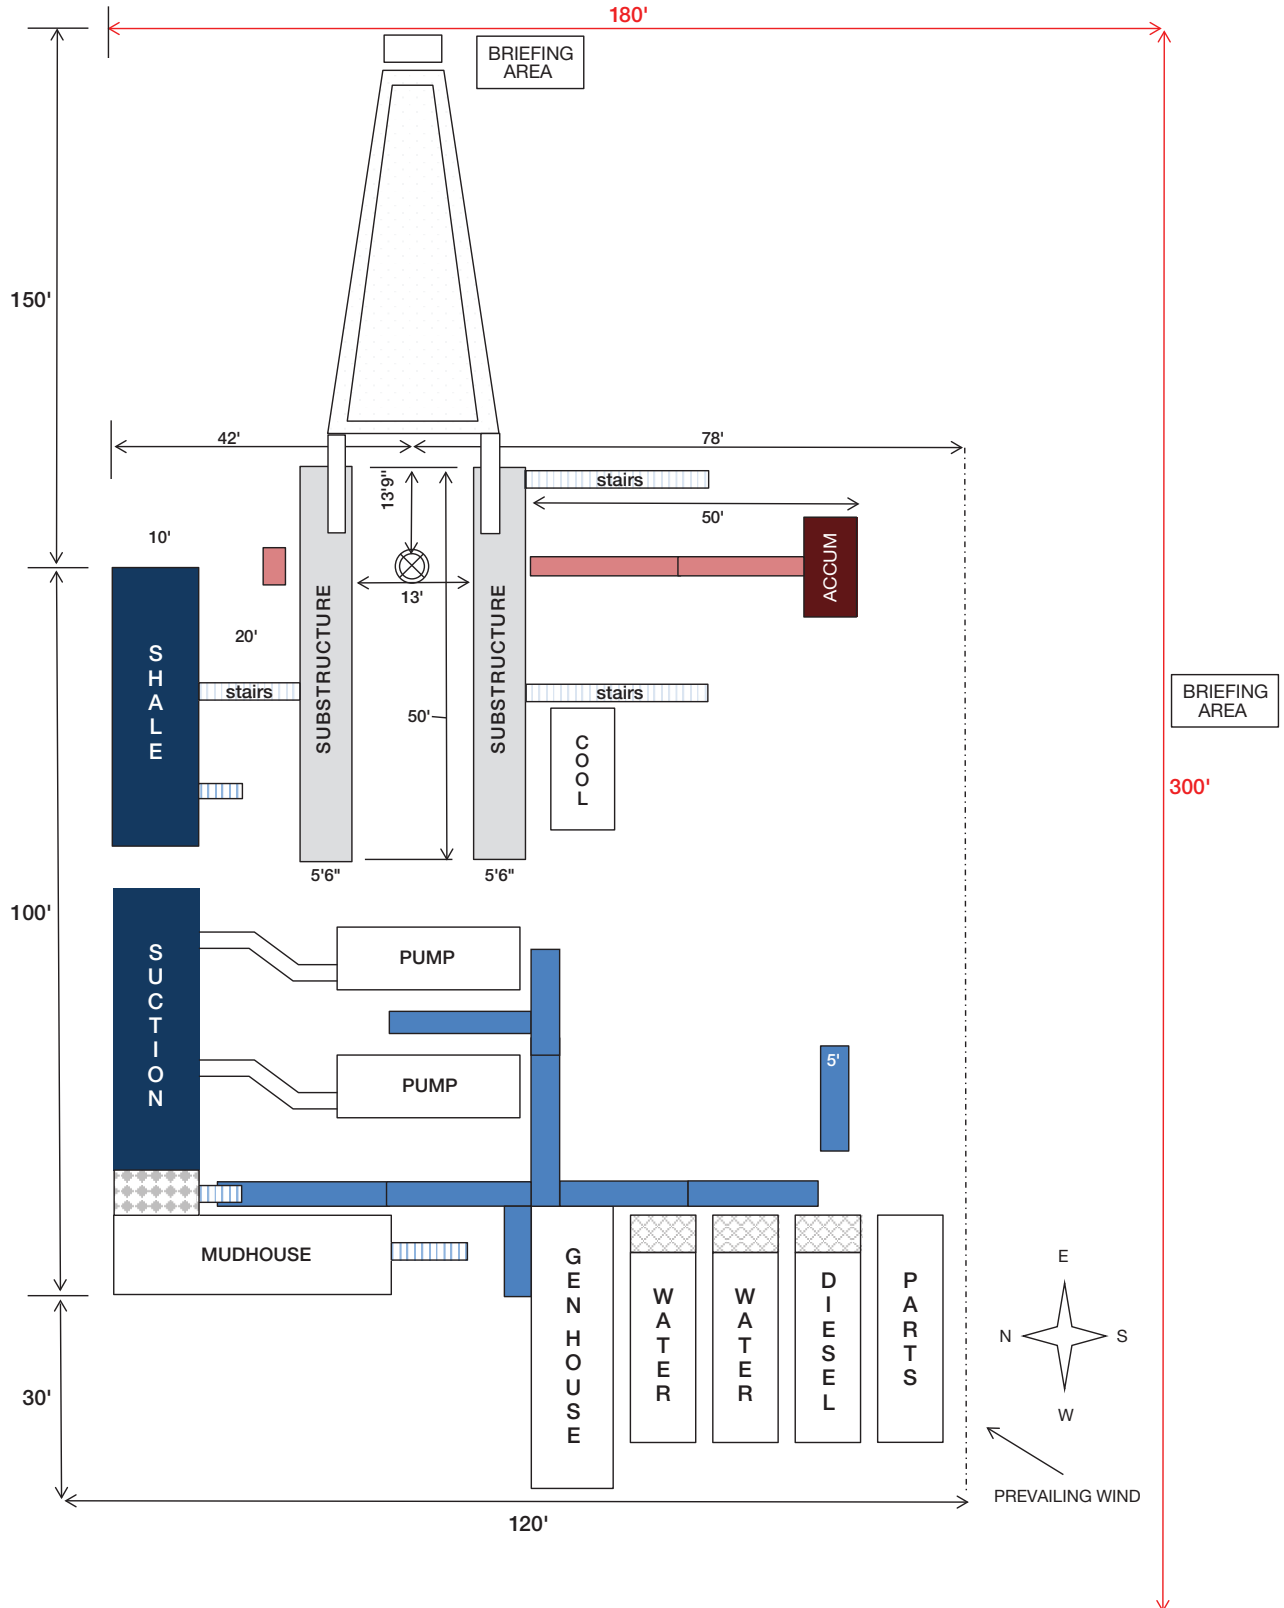 180'
BRIEFING
AREA
150'
42'
78'
13'9"
stairs
50'
10'
ACCUM
13'
SHALE
20'
SUBSTRUCTURE
SUBSTRUCTURE
stairs
stairs
50'
BRIEFING
AREA
COOL
300'
5'6"
5'6"
100'
SUCTION
PUMP
5'
PUMP
MUDHOUSE
GEN HOUSE
WATER
WATER
DIESEL
PARTS
E
N
S
W
30'
PREVAILING WIND
120'